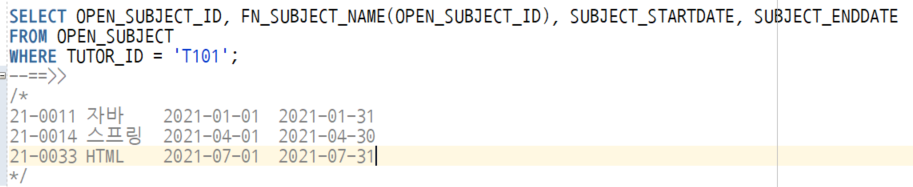 SELECT OPEN_SUBJECT_ID, FN_SUBJECT_NAME(OPEN_SUBJECT_ID), SUBJECT_STARTDATE, SUBJECT_ENDDATE
FROM OPEN_SUBJECT
WHERE TUTOR_ID = 'T101';
--==>>
/*
21-0011 자바 2021-01-01 2021-01-31
21-0014 스프링 2021-04-01 2021-04-30
21-0033 HTML 2021-07-01 2021-07-31
*/